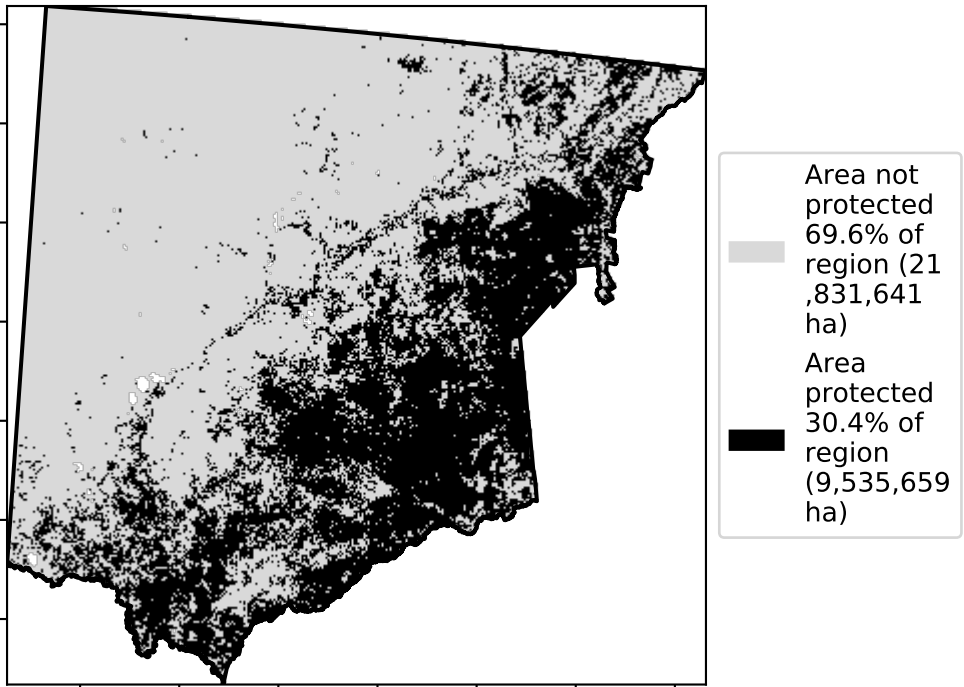 Area not
protected
69.6% of
region (21
,831,641
ha)
Area
protected
30.4% of
region
(9,535,659
ha)